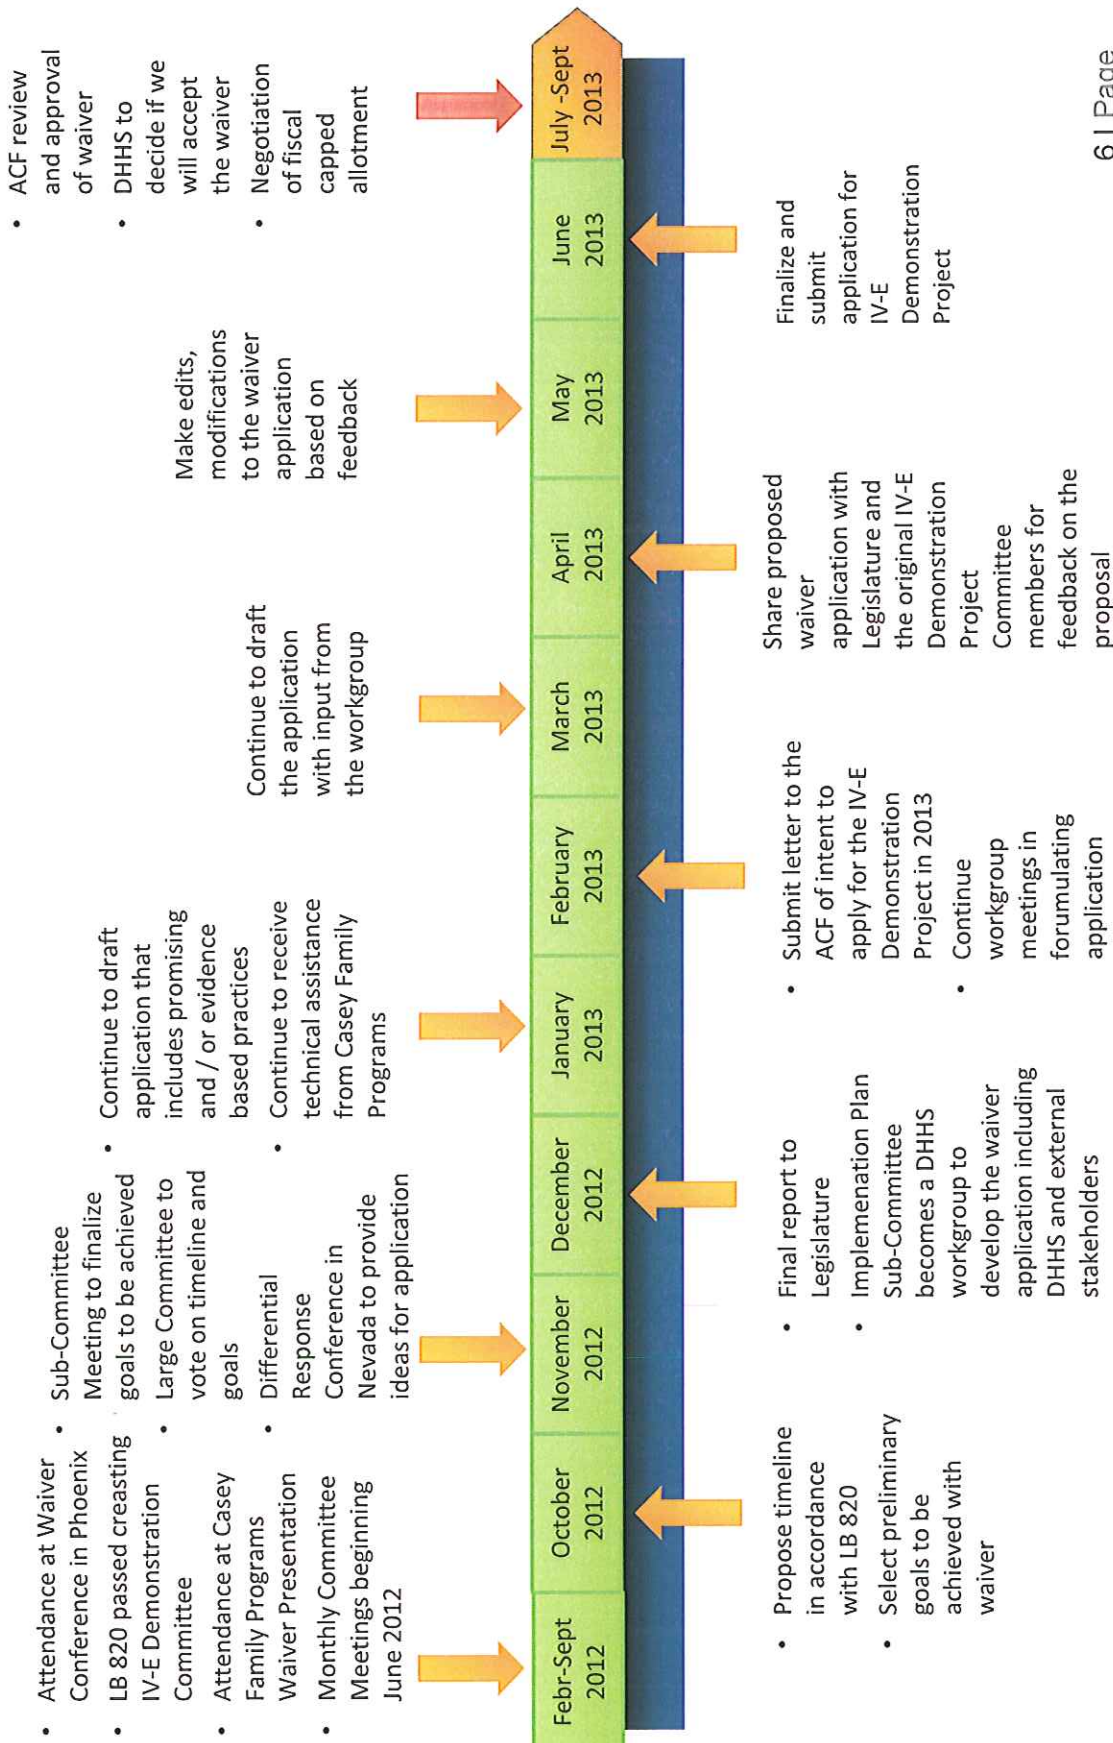 • Attendance at Waiver
Conference in Phoenix
• LB 820 passed creasting
IV-E Demonstration
Committee
• Attendance at Casey
Family Programs
Waiver Presentation
• Monthly Committee
Meetings beginning
June 2012
• Sub-Committee
Meeting to finalize
goals to be achieved
• Large Committee to
vote on timeline and
goals
• Differential
Response
Conference in
Nevada to provide
ideas for application
• Continue to draft
application that
includes promising
and / or evidence
based practices
• Continue to receive
technical assistance
from Casey Family
Programs
Continue to draft
the application
with input from
the workgroup
Make edits,
modifications
to the waiver
application
based on
feedback
• ACF review
and approval
of waiver
• DHHS to
decide if we
will accept
the waiver
• Negotiation
of fiscal
capped
allotment
Febr-Sept
2012
October
2012
November
2012
December
2012
January
2013
February
2013
March
2013
April
2013
May
2013
June
2013
July -Sept
2013
• Propose timeline
in accordance
with LB 820
• Select preliminary
goals to be
achieved with
waiver
• Final report to
Legislature
• Implemenation Plan
Sub-Committee
becomes a DHHS
workgroup to
develop the waiver
application including
DHHS and external
stakeholders
• Submit letter to the
ACF of intent to
apply for the IV-E
Demonstration
Project in 2013
• Continue
workgroup
meetings in
forumulating
application
Share proposed
waiver
application with
Legislature and
the original IV-E
Demonstration
Project
Committee
members for
feedback on the
proposal
Finalize and
submit
application for
IV-E
Demonstration
Project
6 | Page